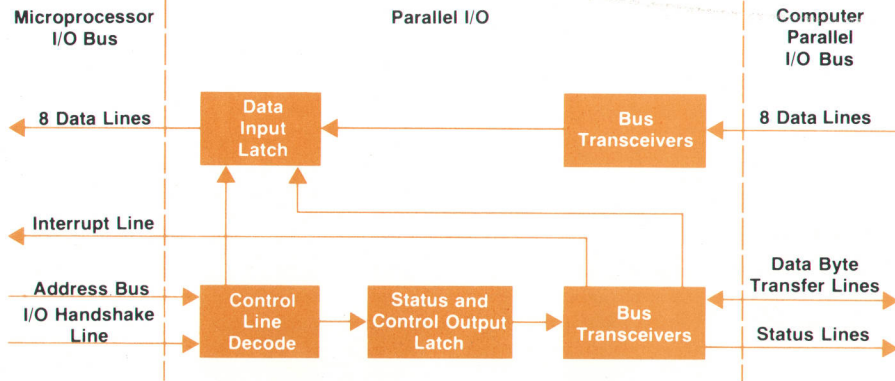 Microprocessor
I/O Bus
Parallel I/O
Computer
Parallel
I/O Bus
8 Data Lines
Data
Input
Latch
Bus
Transceivers
8 Data Lines
Interrupt Line
Address Bus
I/O Handshake
Line
Control
Line
Decode
Status and
Control Output
Latch
Bus
Transceivers
Data Byte
Transfer Lines
Status Lines